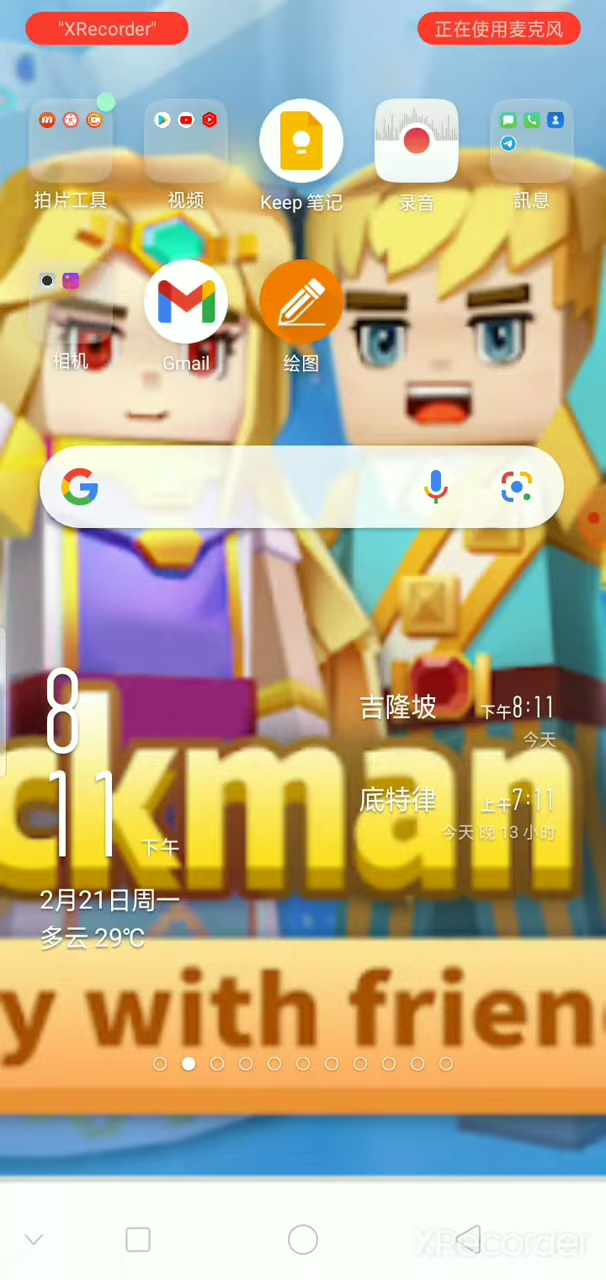 "XRecorder"
正在使用麦克风
拍片工具
视频
Keep 笔记
录音
訊息
相机
Gmail
绘图
8
11 下午
2月21日周一
多云 29℃
吉隆坡 下午8:11
今天
底特律 上午7:11
今天 晚 13 小时
ckman
y with frien
XRecorder